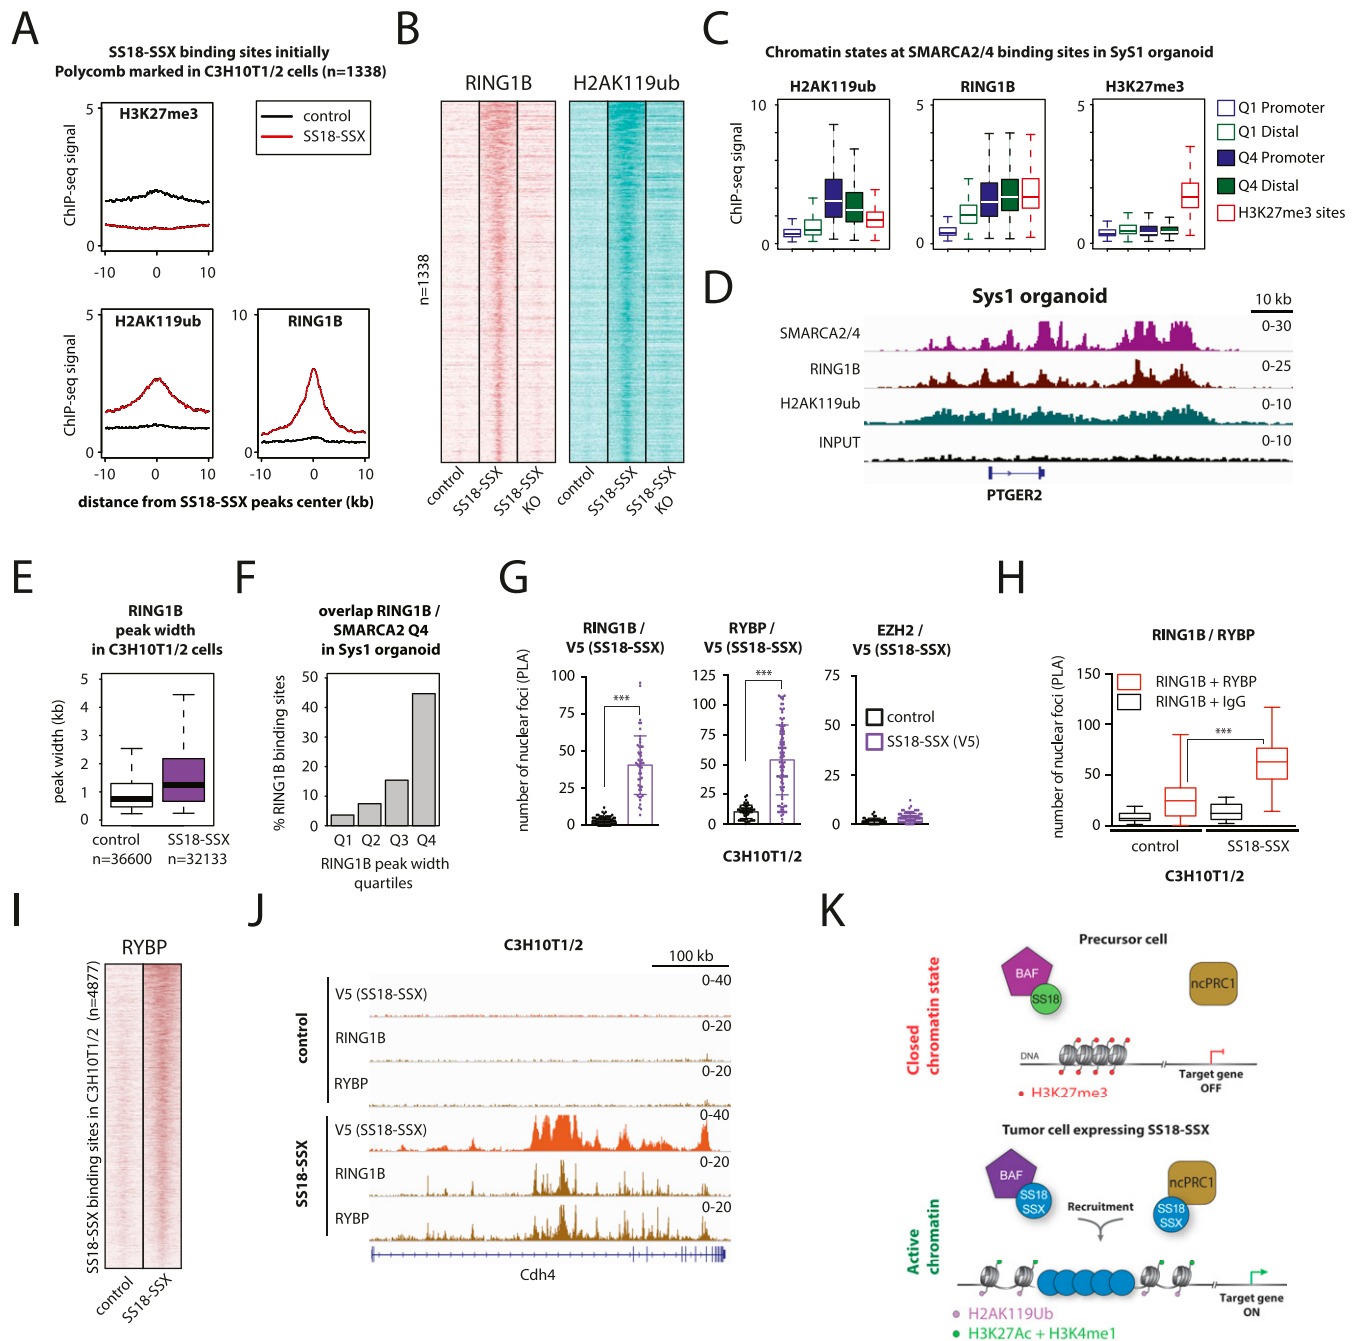 A
SS18-SSX binding sites initially
Polycomb marked in C3H10T1/2 cells (n=1338)
H3K27me3
control
SS18-SSX
ChIP-seq signal
5
0
-10 0 10
H2AK119ub
RING1B
ChIP-seq signal
5
0
10
0
-10 0 10
-10 0 10
distance from SS18-SSX peaks center (kb)
B
RING1B
H2AK119ub
n=1338
control
SS18-SSX
SS18-SSX
KO
control
SS18-SSX
SS18-SSX
KO
C
Chromatin states at SMARCA2/4 binding sites in SyS1 organoid
H2AK119ub
RING1B
H3K27me3
ChIP-seq signal
10
0
5
0
5
0
Q1 Promoter
Q1 Distal
Q4 Promoter
Q4 Distal
H3K27me3 sites
D
Sys1 organoid
10 kb
SMARCA2/4
0-30
RING1B
0-25
H2AK119ub
0-10
INPUT
0-10
PTGER2
E
RING1B
peak width
in C3H10T1/2 cells
peak width (kb)
5
4
3
2
1
0
control
n=36600
SS18-SSX
n=32133
F
overlap RING1B /
SMARCA2 Q4
in Sys1 organoid
% RING1B binding sites
50
40
30
20
10
0
Q1 Q2 Q3 Q4
RING1B peak width
quartiles
G
RING1B /
V5 (SS18-SSX)
RYBP /
V5 (SS18-SSX)
EZH2 /
V5 (SS18-SSX)
number of nuclear foci (PLA)
100
75
50
25
0
***
125
100
75
50
25
0
***
75
50
25
0
control
SS18-SSX (V5)
C3H10T1/2
H
RING1B / RYBP
number of nuclear foci (PLA)
150
100
50
0
RING1B + RYBP
RING1B + IgG
***
control
SS18-SSX
C3H10T1/2
I
RYBP
SS18-SSX binding sites in C3H10T1/2 (n=4877)
control
SS18-SSX
J
C3H10T1/2
100 kb
control
V5 (SS18-SSX)
0-40
RING1B
0-20
RYBP
0-20
SS18-SSX
V5 (SS18-SSX)
0-40
RING1B
0-20
RYBP
0-20
Cdh4
K
Precursor cell
Closed
chromatin state
BAF
SS18
ncPRC1
DNA
Target gene
OFF
H3K27me3
Tumor cell expressing SS18-SSX
Active
chromatin
BAF
SS18
SSX
Recruitment
ncPRC1
SS18
SSX
Target gene
ON
H2AK119Ub
H3K27Ac + H3K4me1